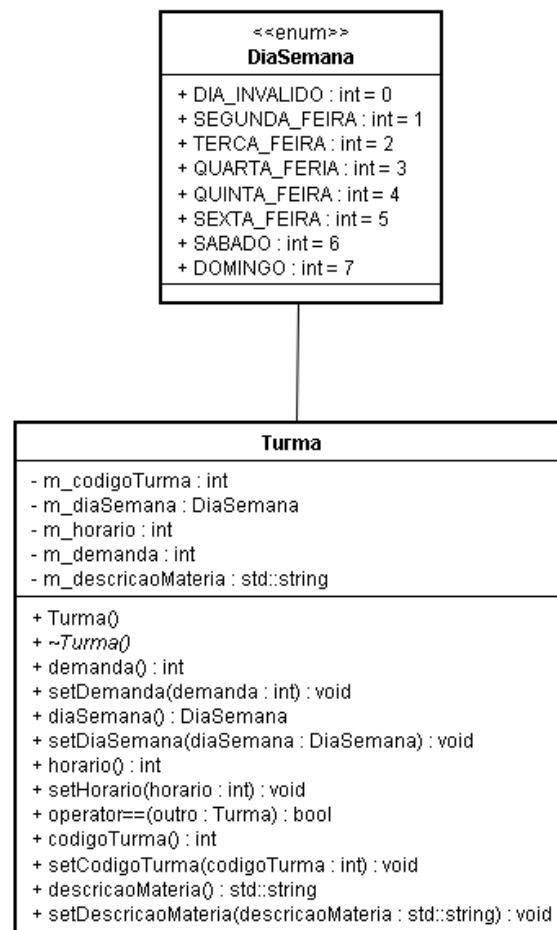 <<enum>>
DiaSemana
+ DIA_INVALIDO : int = 0
+ SEGUNDA_FEIRA : int = 1
+ TERCA_FEIRA : int = 2
+ QUARTA_FERIA : int = 3
+ QUINTA_FEIRA : int = 4
+ SEXTA_FEIRA : int = 5
+ SABADO : int = 6
+ DOMINGO : int = 7
Turma
- m_codigoTurma : int
- m_diaSemana : DiaSemana
- m_horario : int
- m_demanda : int
- m_descricaoMateria : std::string
+ Turma()
+ ~Turma()
+ demanda() : int
+ setDemanda(demanda : int) : void
+ diaSemana() : DiaSemana
+ setDiaSemana(diaSemana : DiaSemana) : void
+ horario() : int
+ setHorario(horario : int) : void
+ operator==(outro : Turma) : bool
+ codigoTurma() : int
+ setCodigoTurma(codigoTurma : int) : void
+ descricaoMateria() : std::string
+ setDescricaoMateria(descricaoMateria : std::string) : void